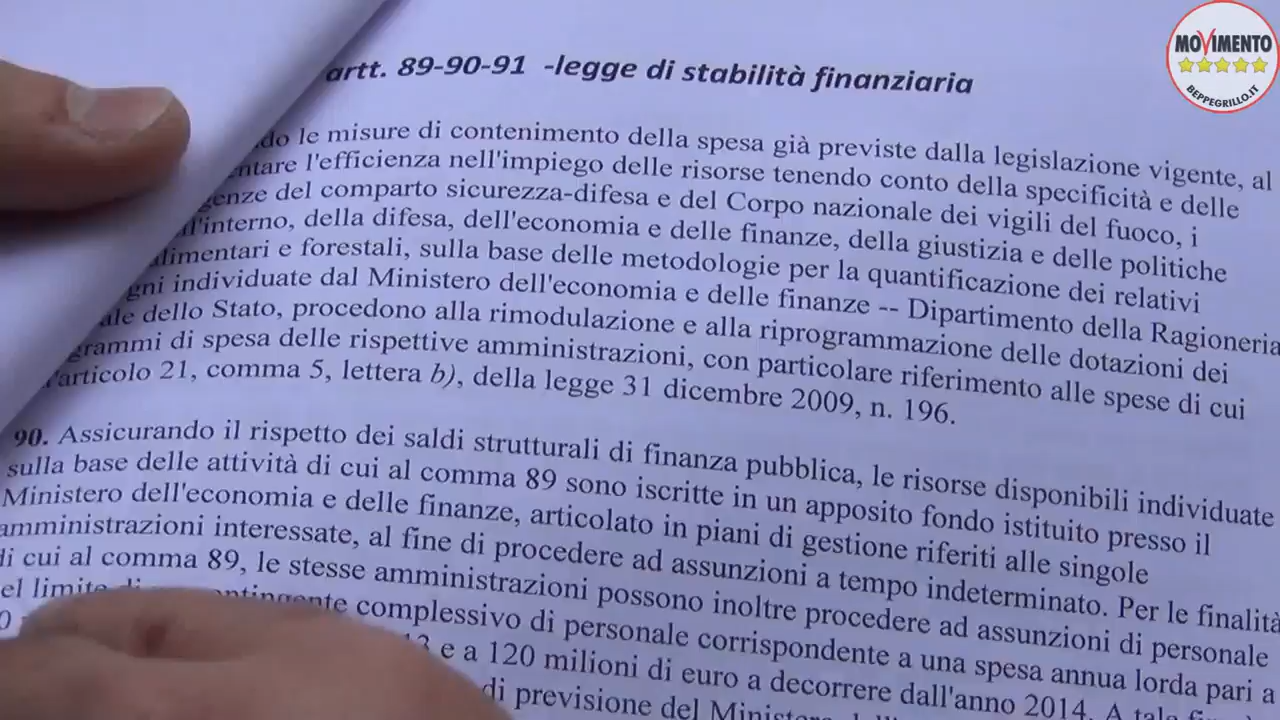 MOVIMENTO
BEPPEGRILLO.IT
artt. 89-90-91 -legge di stabilità finanziaria
le misure di contenimento della spesa già previste dalla legislazione vigente, al
l'efficienza nell'impiego delle risorse tenendo conto della specificità e delle
del comparto sicurezza-difesa e del Corpo nazionale dei vigili del fuoco, i
ll'interno, della difesa, dell'economia e delle finanze, della giustizia e delle politiche
limentari e forestali, sulla base delle metodologie per la quantificazione dei relativi
gni individuate dal Ministero dell'economia e delle finanze -- Dipartimento della Ragioneria
ale dello Stato, procedono alla rimodulazione e alla riprogrammazione delle dotazioni dei
grammi di spesa delle rispettive amministrazioni, con particolare riferimento alle spese di cui
l'articolo 21, comma 5, lettera b), della legge 31 dicembre 2009, n. 196.
90. Assicurando il rispetto dei saldi strutturali di finanza pubblica, le risorse disponibili individuate
sulla base delle attività di cui al comma 89 sono iscritte in un apposito fondo istituito presso il
Ministero dell'economia e delle finanze, articolato in piani di gestione riferiti alle singole
amministrazioni interessate, al fine di procedere ad assunzioni a tempo indeterminato. Per le finalità
di cui al comma 89, le stesse amministrazioni possono inoltre procedere ad assunzioni di personale
el limite di contingente complessivo di personale corrispondente a una spesa annua lorda pari a
e a 120 milioni di euro a decorrere dall'anno 2014. A tale
di previsione del